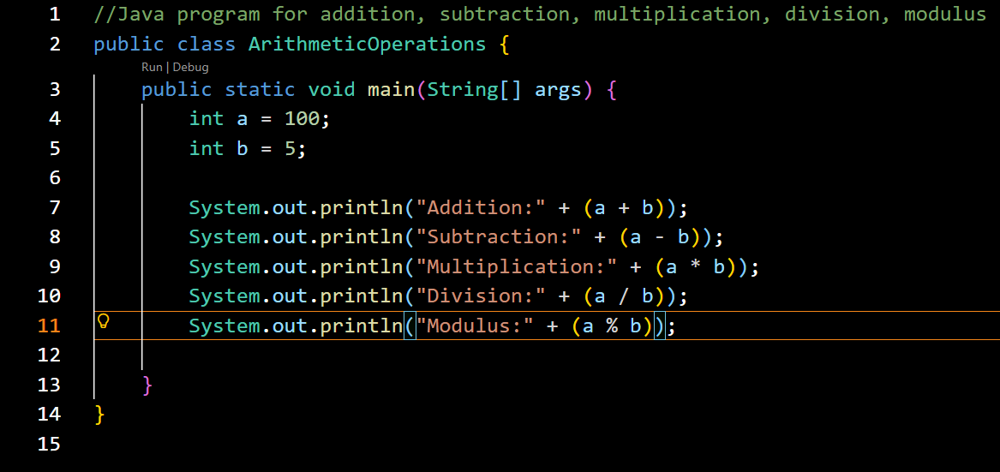 1 //Java program for addition, subtraction, multiplication, division, modulus
2 public class ArithmeticOperations {
Run | Debug
3     public static void main(String[] args) {
4         int a = 100;
5         int b = 5;
6
7         System.out.println("Addition:" + (a + b));
8         System.out.println("Subtraction:" + (a - b));
9         System.out.println("Multiplication:" + (a * b));
10         System.out.println("Division:" + (a / b));
11         System.out.println("Modulus:" + (a % b));
12
13     }
14 }
15